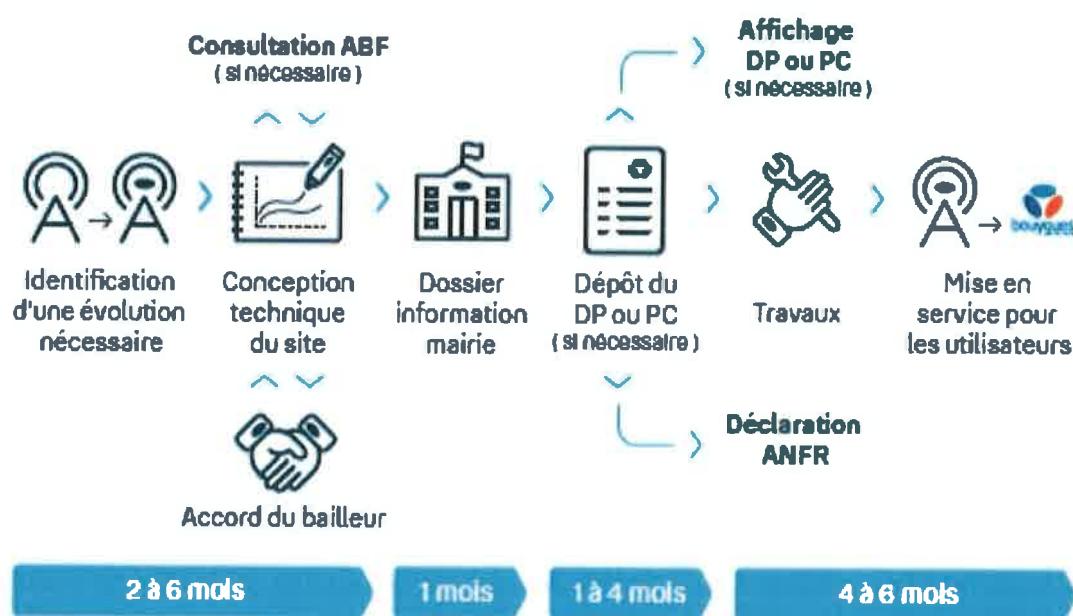 Consultation ABF
( si nécessaire )
Affichage
DP ou PC
( si nécessaire )
Identification
d'une évolution
nécessaire
Conception
technique
du site
Dossier
information
mairie
Dépôt du
DP ou PC
( si nécessaire )
Travaux
bouygues
Mise en
service pour
les utilisateurs
Accord du bailleur
Déclaration
ANFR
2 à 6 mois
1 mois
1 à 4 mois
4 à 6 mois